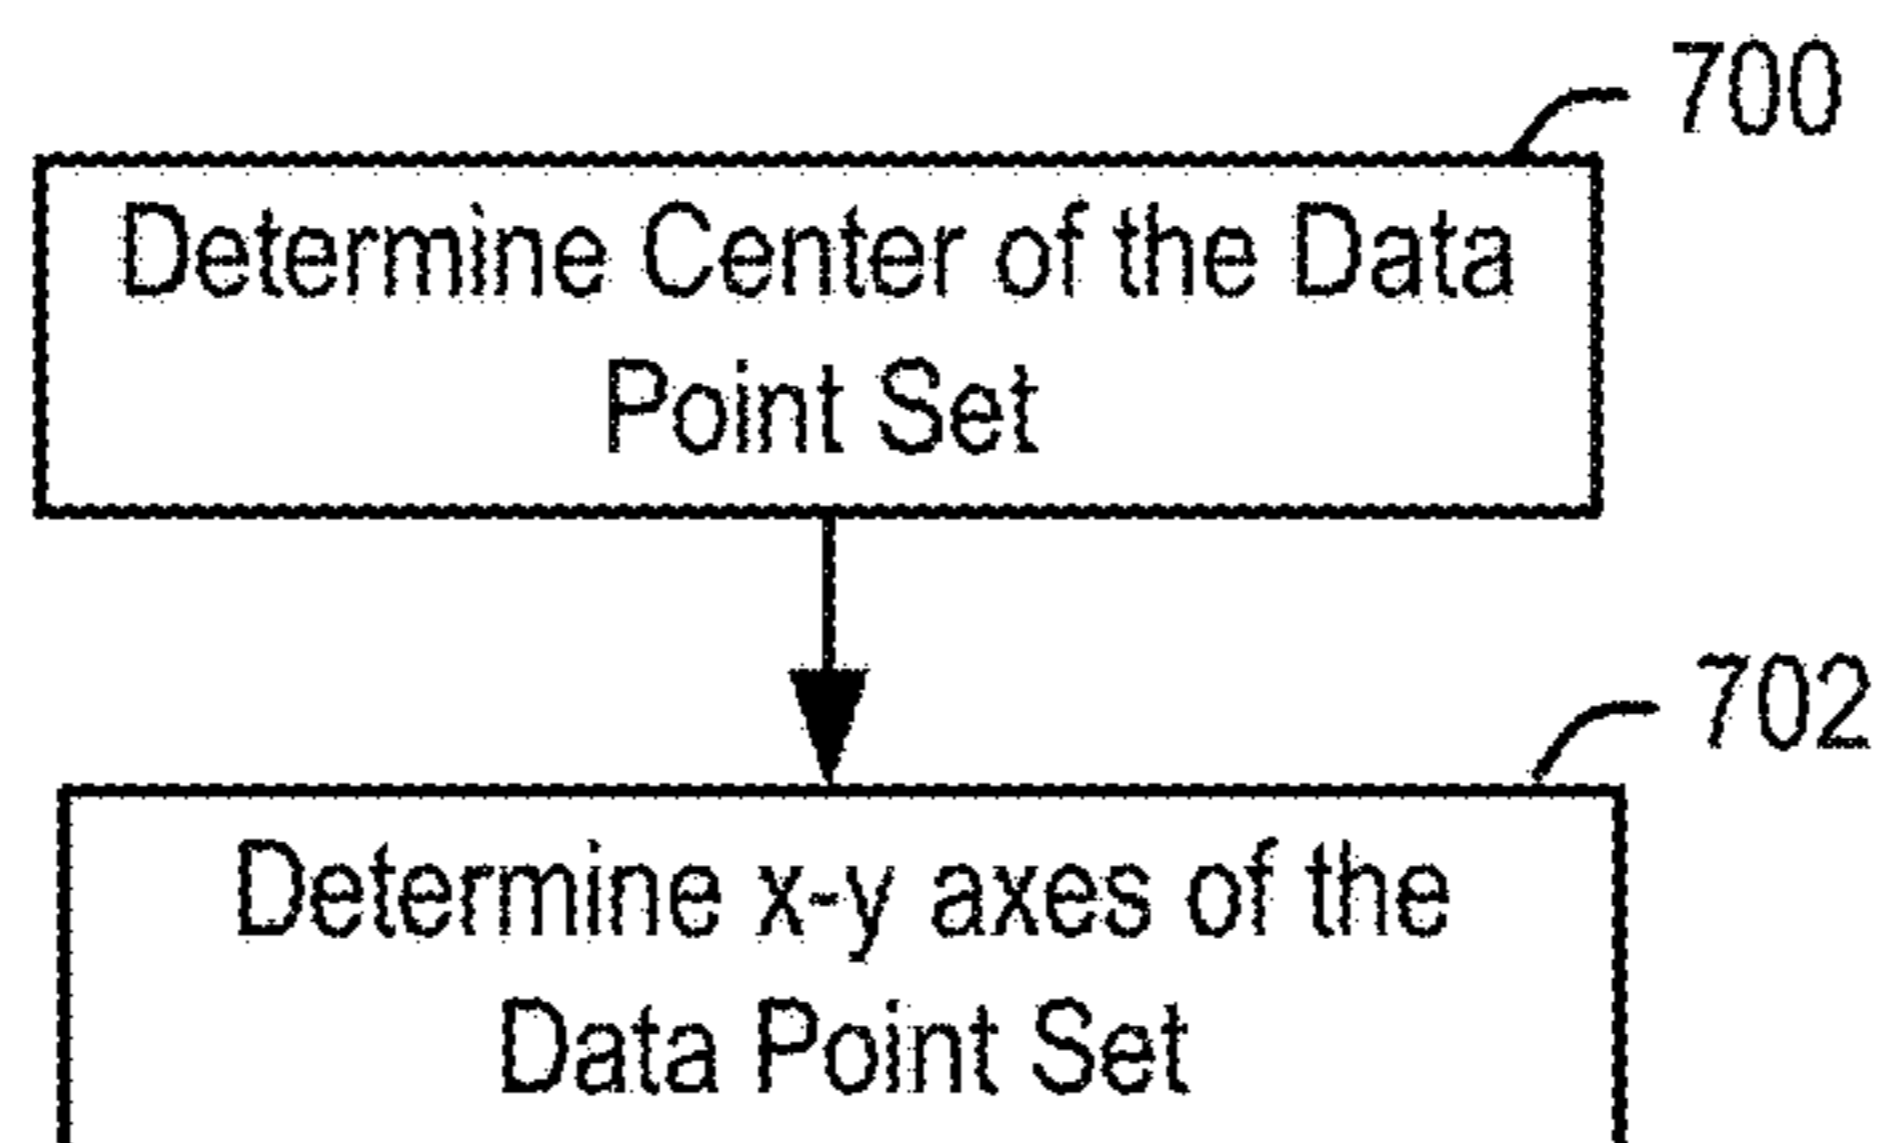 700
Determine Center of the Data
Point Set
702
Determine x-y axes of the
Data Point Set